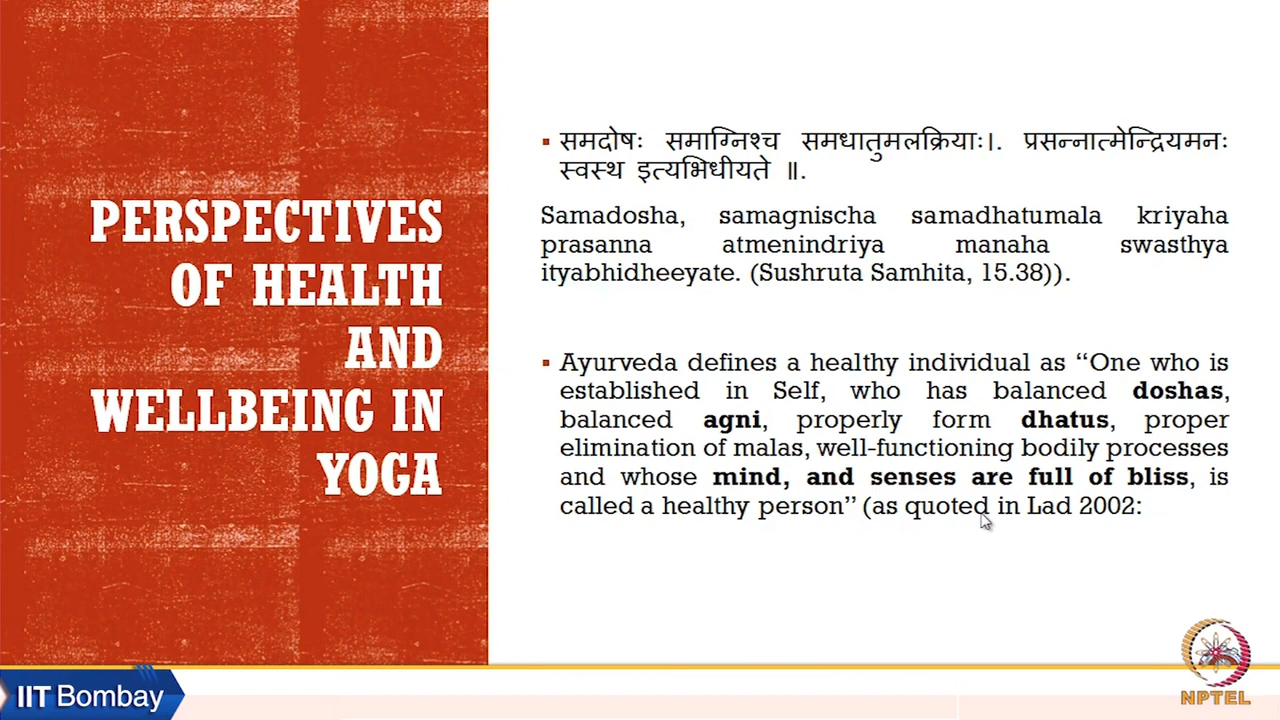 PERSPECTIVES
OF HEALTH
AND
WELLBEING IN
YOGA
समदोषः समाग्निश्च समधातुमलक्रियाः।. प्रसन्नात्मेन्द्रियमनः
स्वस्थ इत्यभिधीयते ॥.
Samadosha, samagnischa samadhatumala kriyaha
prasanna atmenindriya manaha swasthya
ityabhidheeyate. (Sushruta Samhita, 15.38)).
Ayurveda defines a healthy individual as “One who is
established in Self, who has balanced doshas,
balanced agni, properly form dhatus, proper
elimination of malas, well-functioning bodily processes
and whose mind, and senses are full of bliss, is
called a healthy person” (as quoted in Lad 2002:
IIT Bombay
NPTEL